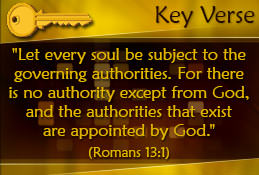 Key Verse
"Let every soul be subject to the
governing authorities. For there
is no authority except from God,
and the authorities that exist
are appointed by God."
(Romans 13:1)